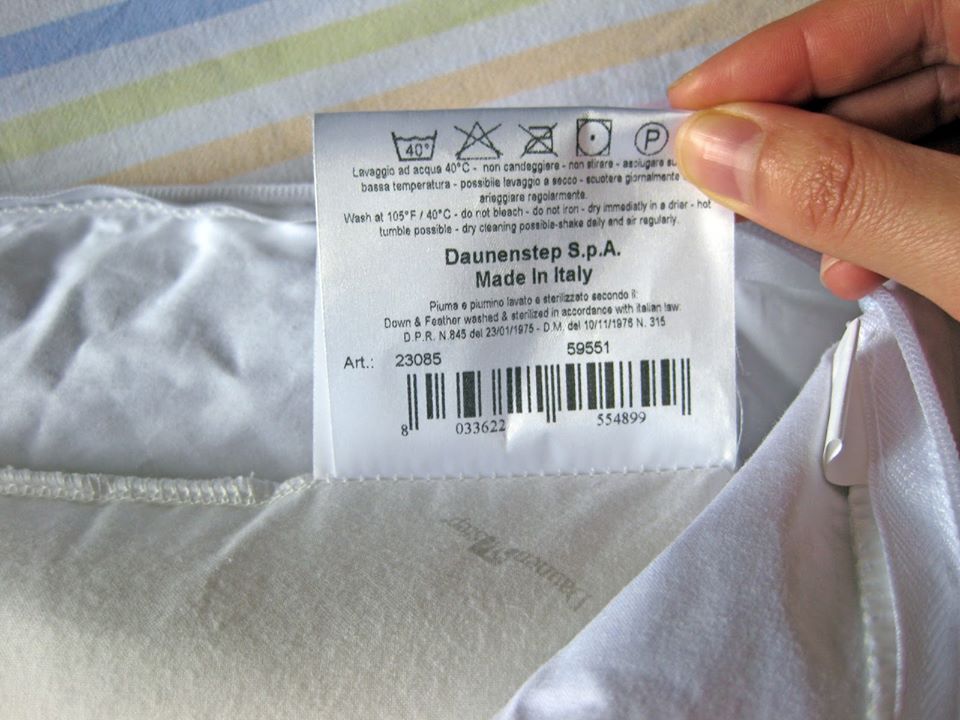 40°
P
Lavaggio ad acqua 40°C - non candeggiare - non stirare - asciugare
bassa temperatura - possibile lavaggio a secco - scuotere giornalmente
arieggiare regolarmente.
Wash at 105°F / 40°C - do not bleach - do not iron - dry immediatly in a drier - hot
tumble possible - dry cleaning possible-shake daily and air regularly.
Daunenstep S.p.A.
Made in Italy
Piuma e piumino lavato e sterilizzato secondo il:
Down & Feather washed & sterilized in accordance with italian law:
D.P.R. N.845 del 23/01/1975 - D.M. del 10/11/1976 N. 315
Art.: 23085 59551
8 033622 554899
Daunenstep